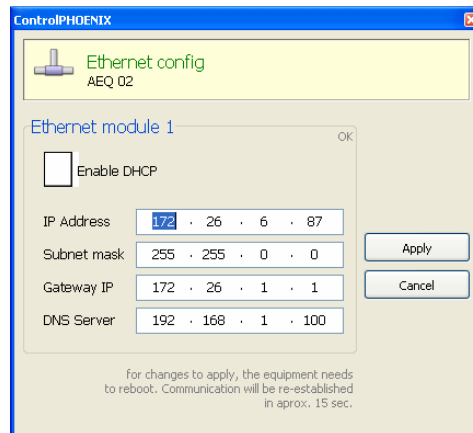 ControlPHOENIX
Ethernet config
AEQ 02
Ethernet module 1
OK
Enable DHCP
IP Address 172 . 26 . 6 . 87
Subnet mask 255 . 255 . 0 . 0
Apply
Gateway IP 172 . 26 . 1 . 1
Cancel
DNS Server 192 . 168 . 1 . 100
for changes to apply, the equipment needs
to reboot. Communication will be re-established
in aprox. 15 sec.